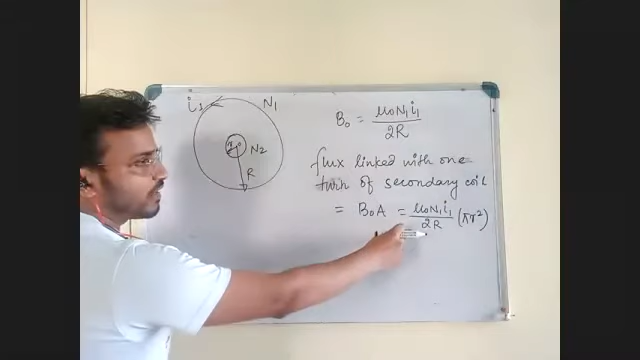 i₁ N₁
r N₂
R
B₀ = μ₀N₁i₁ / 2R
flux linked with one
turn of secondary coil
= B₀A = μ₀N₁i₁ / 2R (πr²)